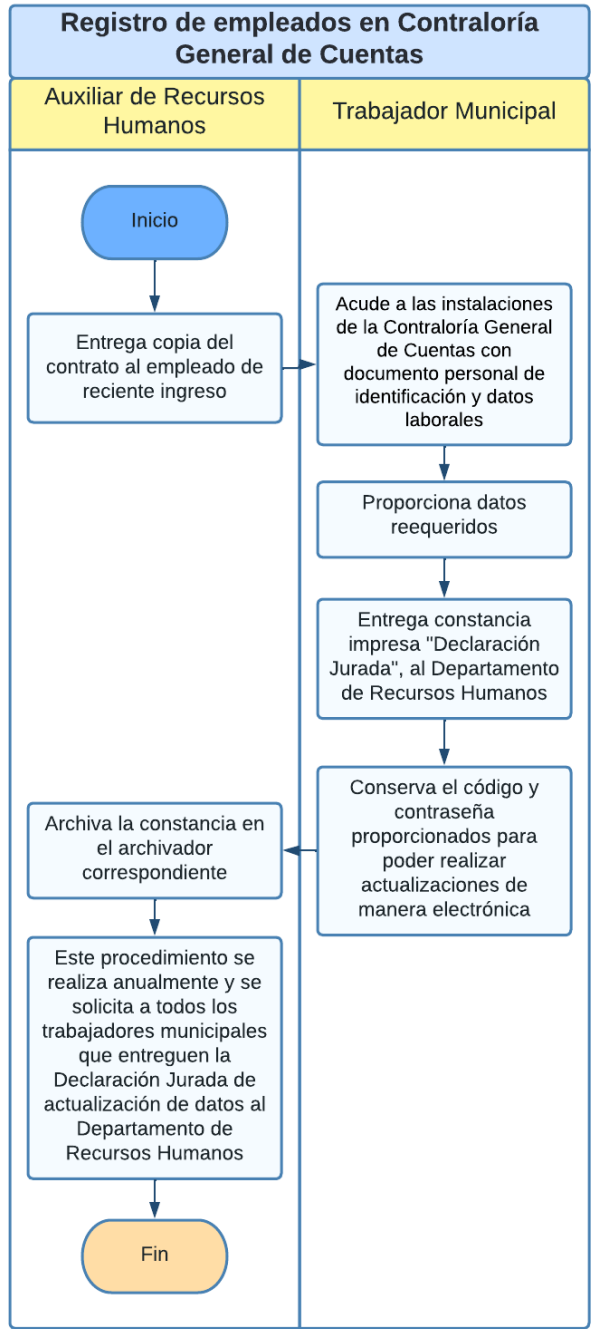 Registro de empleados en Contraloría
General de Cuentas
Auxiliar de Recursos
Humanos
Trabajador Municipal
Inicio
Entrega copia del
contrato al empleado de
reciente ingreso
Acude a las instalaciones
de la Contraloría General
de Cuentas con
documento personal de
identificación y datos
laborales
Proporciona datos
reequeridos
Entrega constancia
impresa "Declaración
Jurada", al Departamento
de Recursos Humanos
Conserva el código y
contraseña
proporcionados para
poder realizar
actualizaciones de
manera electrónica
Archiva la constancia en
el archivador
correspondiente
Este procedimiento se
realiza anualmente y se
solicita a todos los
trabajadores municipales
que entreguen la
Declaración Jurada de
actualización de datos al
Departamento de
Recursos Humanos
Fin